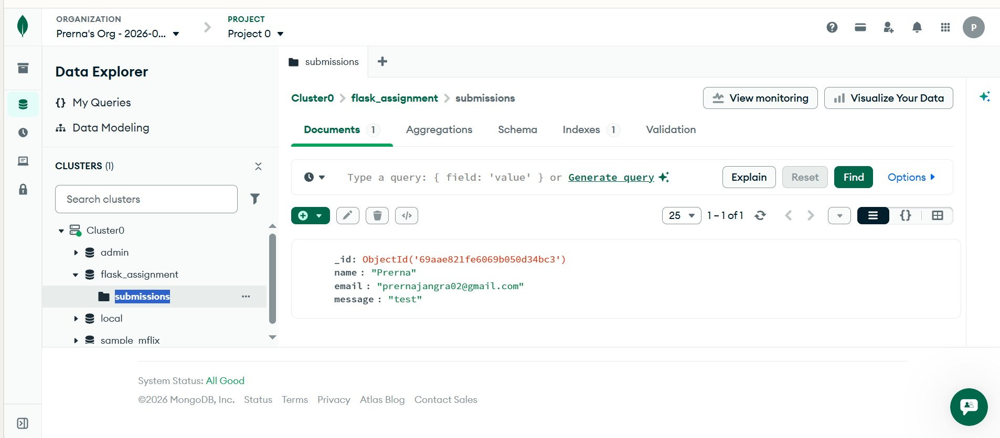 ORGANIZATION
Prerna's Org - 2026-0...
PROJECT
Project 0
P
Data Explorer
My Queries
Data Modeling
CLUSTERS (1)
Search clusters
Cluster0
admin
flask_assignment
submissions
local
sample_mflix
submissions
Cluster0 > flask_assignment > submissions
View monitoring
Visualize Your Data
Documents 1 Aggregations Schema Indexes 1 Validation
Type a query: { field: 'value' } or Generate query
Explain Reset Find Options
25 1 – 1 of 1
_id: ObjectId('69aae821fe6069b050d34bc3')
name : "Prerna"
email : "prernajangra02@gmail.com"
message : "test"
System Status: All Good
©2026 MongoDB, Inc. Status Terms Privacy Atlas Blog Contact Sales